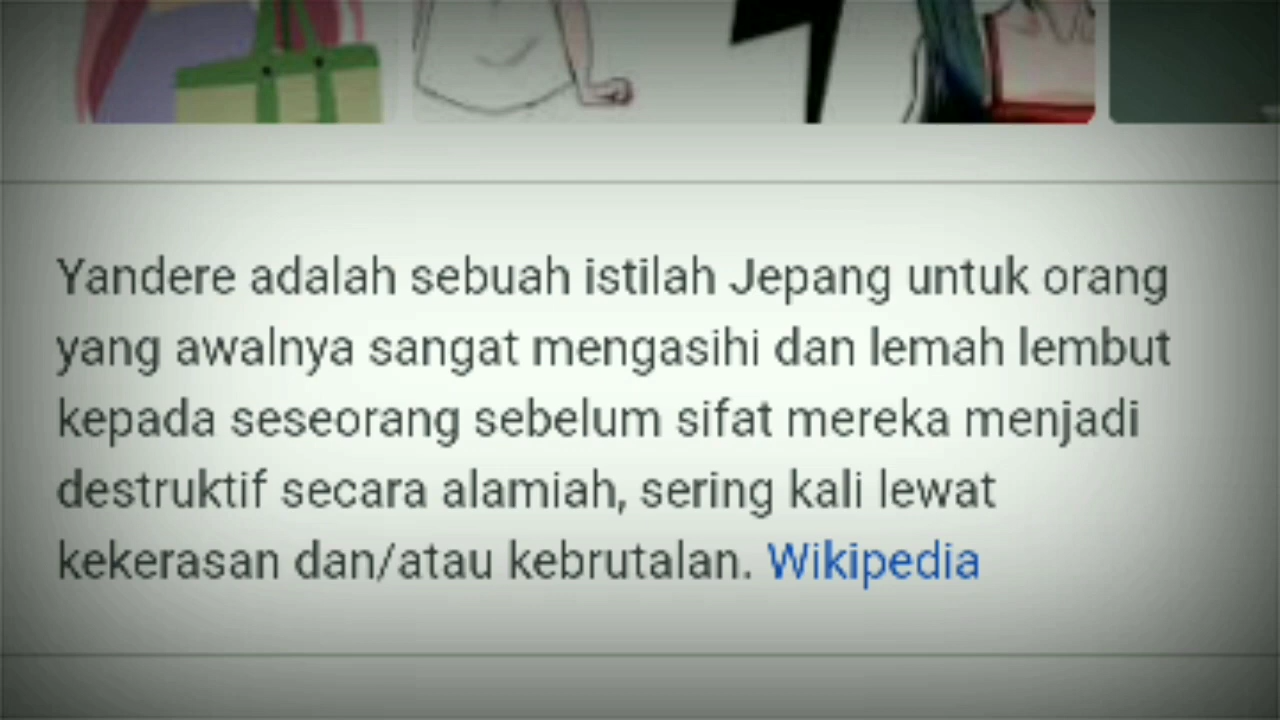 Yandere adalah sebuah istilah Jepang untuk orang
yang awalnya sangat mengasihi dan lemah lembut
kepada seseorang sebelum sifat mereka menjadi
destruktif secara alamiah, sering kali lewat
kekerasan dan/atau kebrutalan. Wikipedia